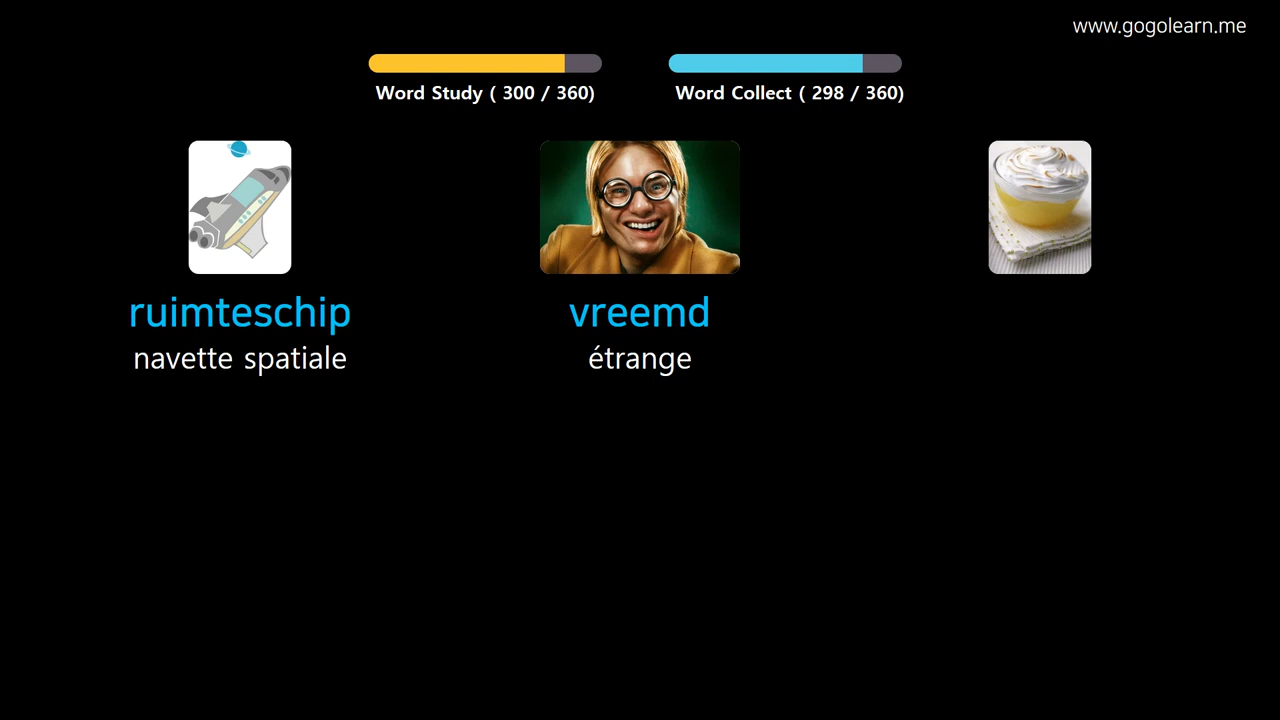 www.gogolearn.me
Word Study ( 300 / 360)
Word Collect ( 298 / 360)
ruimteschip
navette spatiale
vreemd
étrange